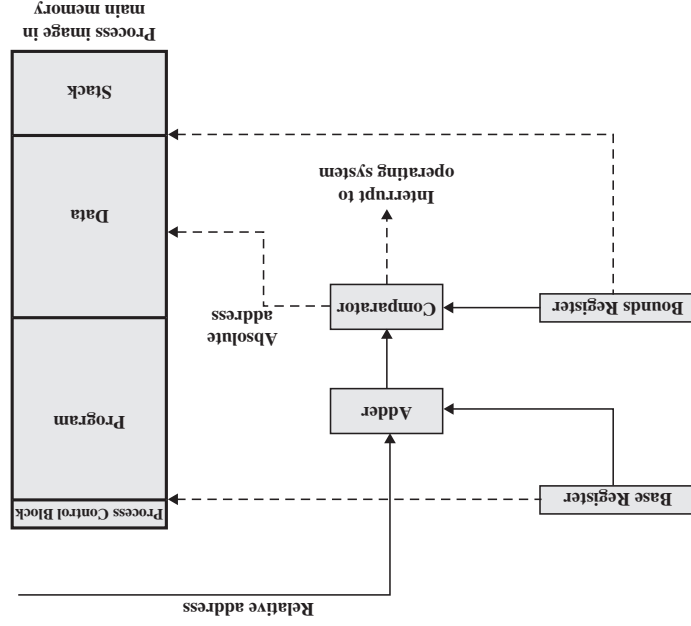 Relative address
Base Register
Process Control Block
Adder
Program
Bounds Register
Comparator
Absolute
address
Data
Interrupt to
operating system
Stack
Process image in
main memory